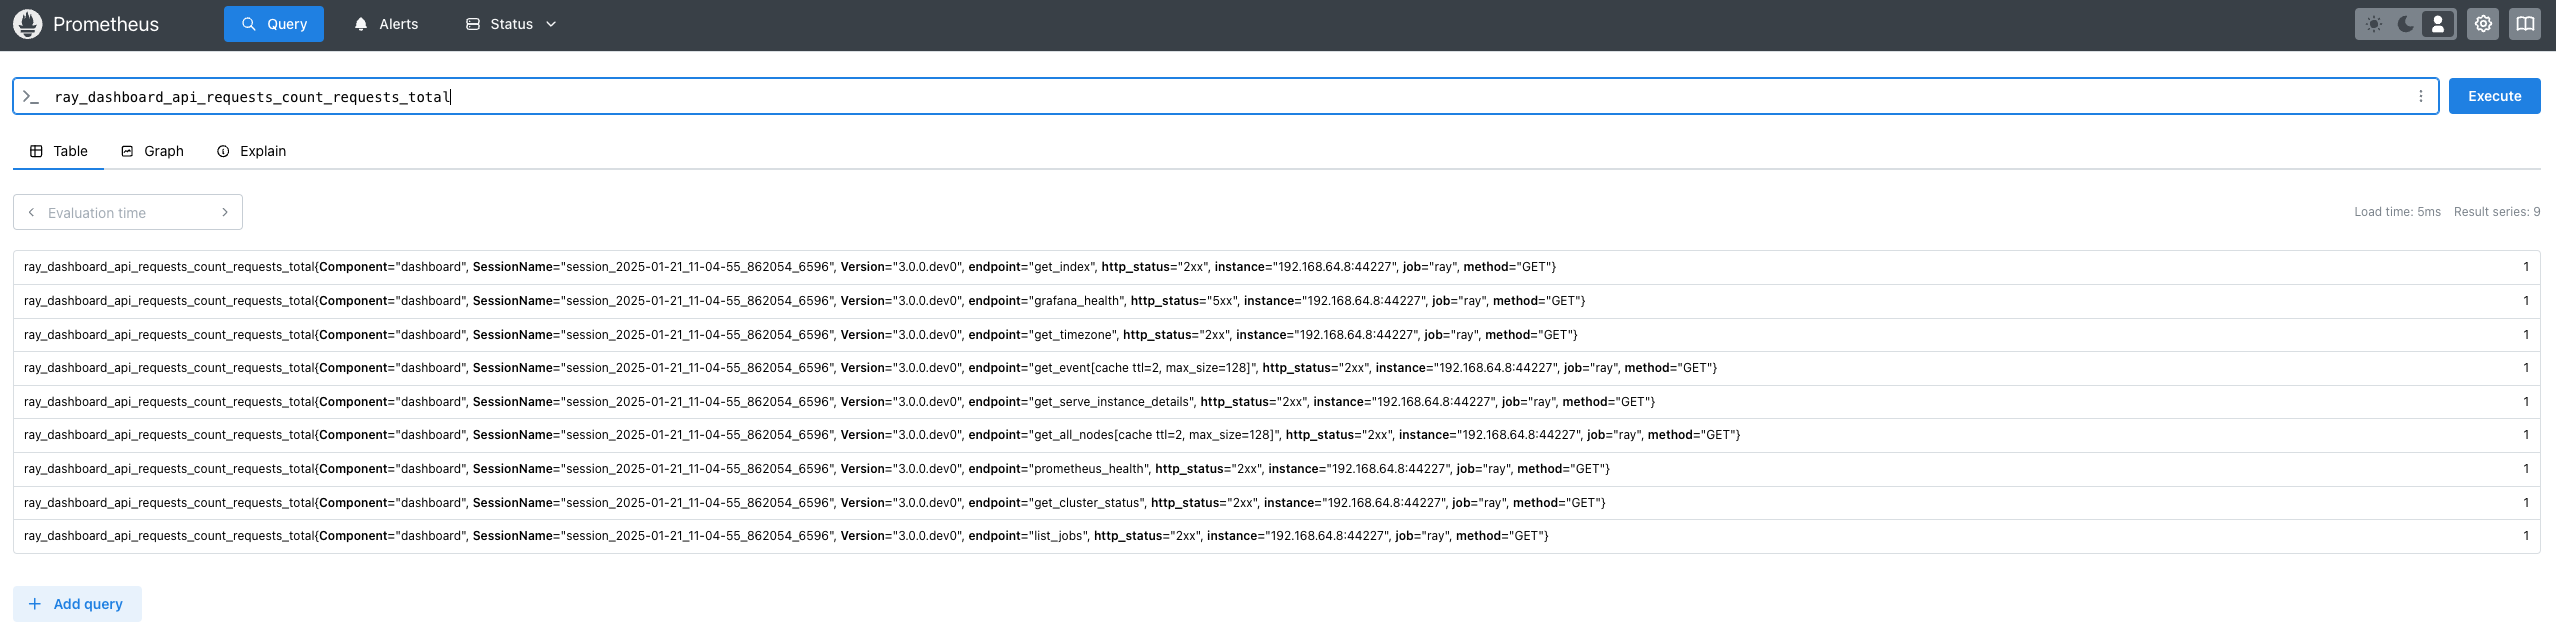 Prometheus Query Alerts Status
>_ ray_dashboard_api_requests_count_requests_total Execute
Table Graph Explain
Evaluation time Load time: 5ms Result series: 9
ray_dashboard_api_requests_count_requests_total{Component="dashboard", SessionName="session_2025-01-21_11-04-55_862054_6596", Version="3.0.0.dev0", endpoint="get_index", http_status="2xx", instance="192.168.64.8:44227", job="ray", method="GET"} 1
ray_dashboard_api_requests_count_requests_total{Component="dashboard", SessionName="session_2025-01-21_11-04-55_862054_6596", Version="3.0.0.dev0", endpoint="grafana_health", http_status="5xx", instance="192.168.64.8:44227", job="ray", method="GET"} 1
ray_dashboard_api_requests_count_requests_total{Component="dashboard", SessionName="session_2025-01-21_11-04-55_862054_6596", Version="3.0.0.dev0", endpoint="get_timezone", http_status="2xx", instance="192.168.64.8:44227", job="ray", method="GET"} 1
ray_dashboard_api_requests_count_requests_total{Component="dashboard", SessionName="session_2025-01-21_11-04-55_862054_6596", Version="3.0.0.dev0", endpoint="get_event[cache ttl=2, max_size=128]", http_status="2xx", instance="192.168.64.8:44227", job="ray", method="GET"} 1
ray_dashboard_api_requests_count_requests_total{Component="dashboard", SessionName="session_2025-01-21_11-04-55_862054_6596", Version="3.0.0.dev0", endpoint="get_serve_instance_details", http_status="2xx", instance="192.168.64.8:44227", job="ray", method="GET"} 1
ray_dashboard_api_requests_count_requests_total{Component="dashboard", SessionName="session_2025-01-21_11-04-55_862054_6596", Version="3.0.0.dev0", endpoint="get_all_nodes[cache ttl=2, max_size=128]", http_status="2xx", instance="192.168.64.8:44227", job="ray", method="GET"} 1
ray_dashboard_api_requests_count_requests_total{Component="dashboard", SessionName="session_2025-01-21_11-04-55_862054_6596", Version="3.0.0.dev0", endpoint="prometheus_health", http_status="2xx", instance="192.168.64.8:44227", job="ray", method="GET"} 1
ray_dashboard_api_requests_count_requests_total{Component="dashboard", SessionName="session_2025-01-21_11-04-55_862054_6596", Version="3.0.0.dev0", endpoint="get_cluster_status", http_status="2xx", instance="192.168.64.8:44227", job="ray", method="GET"} 1
ray_dashboard_api_requests_count_requests_total{Component="dashboard", SessionName="session_2025-01-21_11-04-55_862054_6596", Version="3.0.0.dev0", endpoint="list_jobs", http_status="2xx", instance="192.168.64.8:44227", job="ray", method="GET"} 1
+ Add query